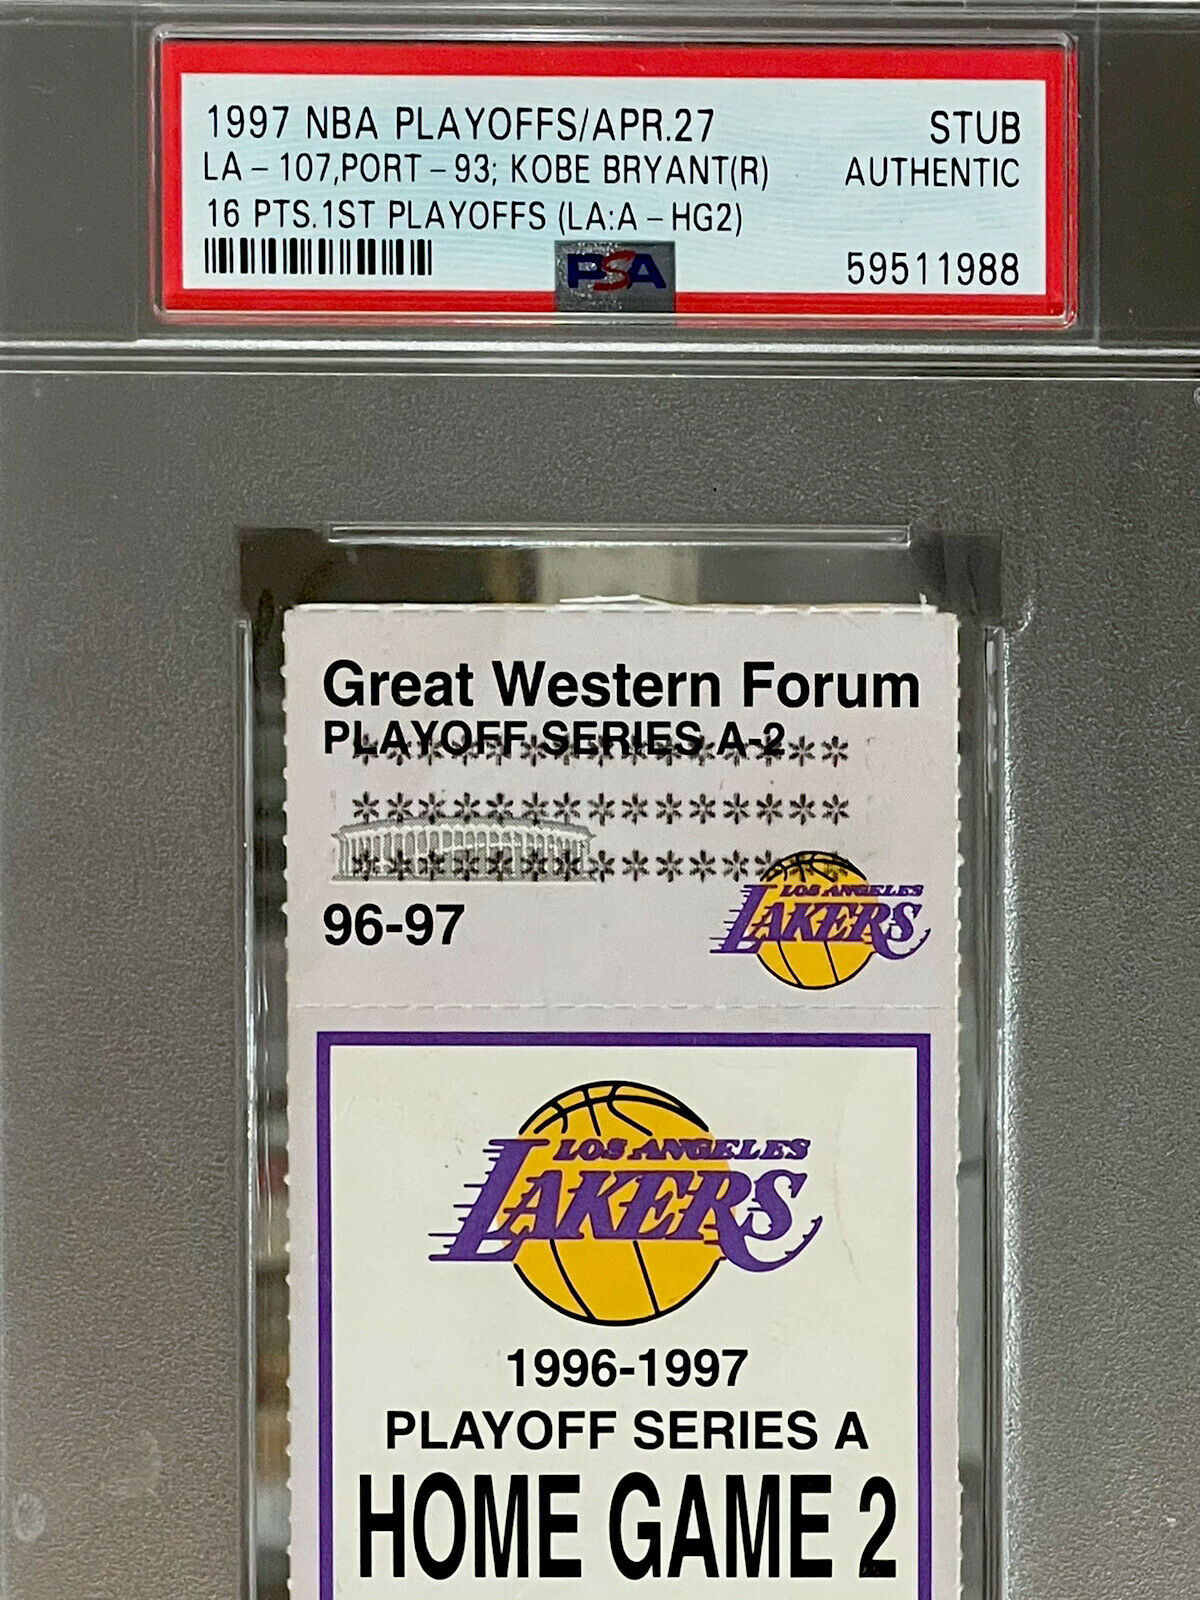 1997 NBA PLAYOFFS/APR.27 STUB
LA-107,PORT-93; KOBE BRYANT(R) AUTHENTIC
16 PTS.1ST PLAYOFFS (LA:A-HG2)
PSA 59511988
Great Western Forum
PLAYOFF SERIES A-2
***************
***************
***************
96-97
LOS ANGELES
LAKERS
LOS ANGELES
LAKERS
1996-1997
PLAYOFF SERIES A
HOME GAME 2